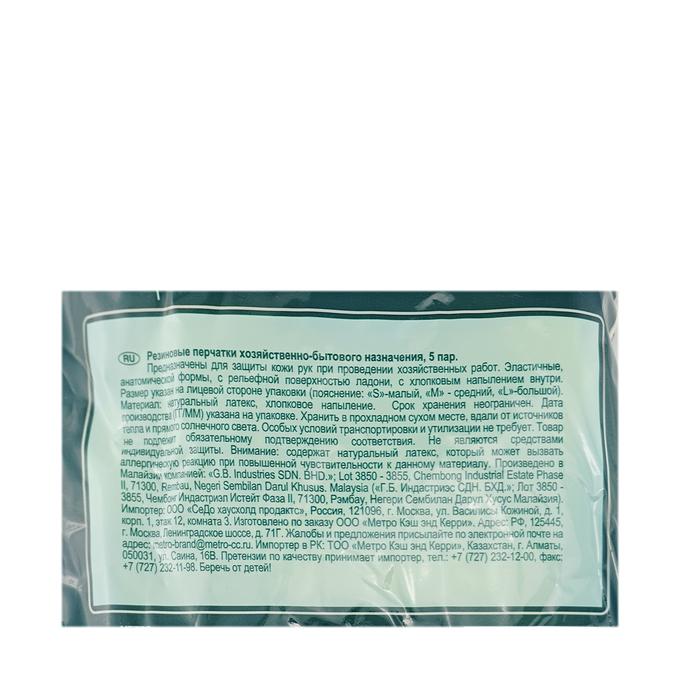 RU Резиновые перчатки хозяйственно-бытового назначения, 5 пар.
Предназначены для защиты кожи рук при проведении хозяйственных работ. Эластичные,
анатомической формы, с рельефной поверхностью ладони, с хлопковым напылением внутри.
Размер указан на лицевой стороне упаковки (пояснение: «S»-малый, «M» - средний, «L»-большой).
Материал: натуральный латекс, хлопковое напыление. Срок хранения неограничен. Дата
производства (ГГ/ММ) указана на упаковке. Хранить в прохладном сухом месте, вдали от источников
тепла и прямого солнечного света. Особых условий транспортировки и утилизации не требует. Товар
не подлежит обязательному подтверждению соответствия. Не являются средствами
индивидуальной защиты. Внимание: содержат натуральный латекс, который может вызвать
аллергическую реакцию при повышенной чувствительности к данному материалу. Произведено в
Малайзии компанией: «G.B. Industries SDN. BHD.»; Lot 3850 - 3855, Chembong Industrial Estate Phase
II, 71300, Rembau, Negeri Sembilan Darul Khusus. Malaysia («Г.Б. Индастриэс СДН. БХД.»; Лот 3850 -
3855, Чембонг Индастриэл Истейт Фаза II, 71300, Рэмбау, Негери Сембилан Дарул Хусус Малайзия).
Импортер: ООО «СеДо хаусхолд продактс», Россия, 121096, г. Москва, ул. Василисы Кожиной, д. 1,
корп. 1, этаж 12, комната 3. Изготовлено по заказу ООО «Метро Кэш энд Керри». Адрес: РФ, 125445,
г. Москва, Ленинградское шоссе, д. 71Г. Жалобы и предложения присылайте по электронной почте на
адрес: metro-brand@metro-cc.ru. Импортер в РК: ТОО «Метро Кэш энд Керри», Казахстан, г. Алматы,
050031, ул. Саина, 16В. Претензии по качеству принимает импортер, тел.: +7 (727) 232-12-00, факс:
+7 (727) 232-11-98. Беречь от детей!